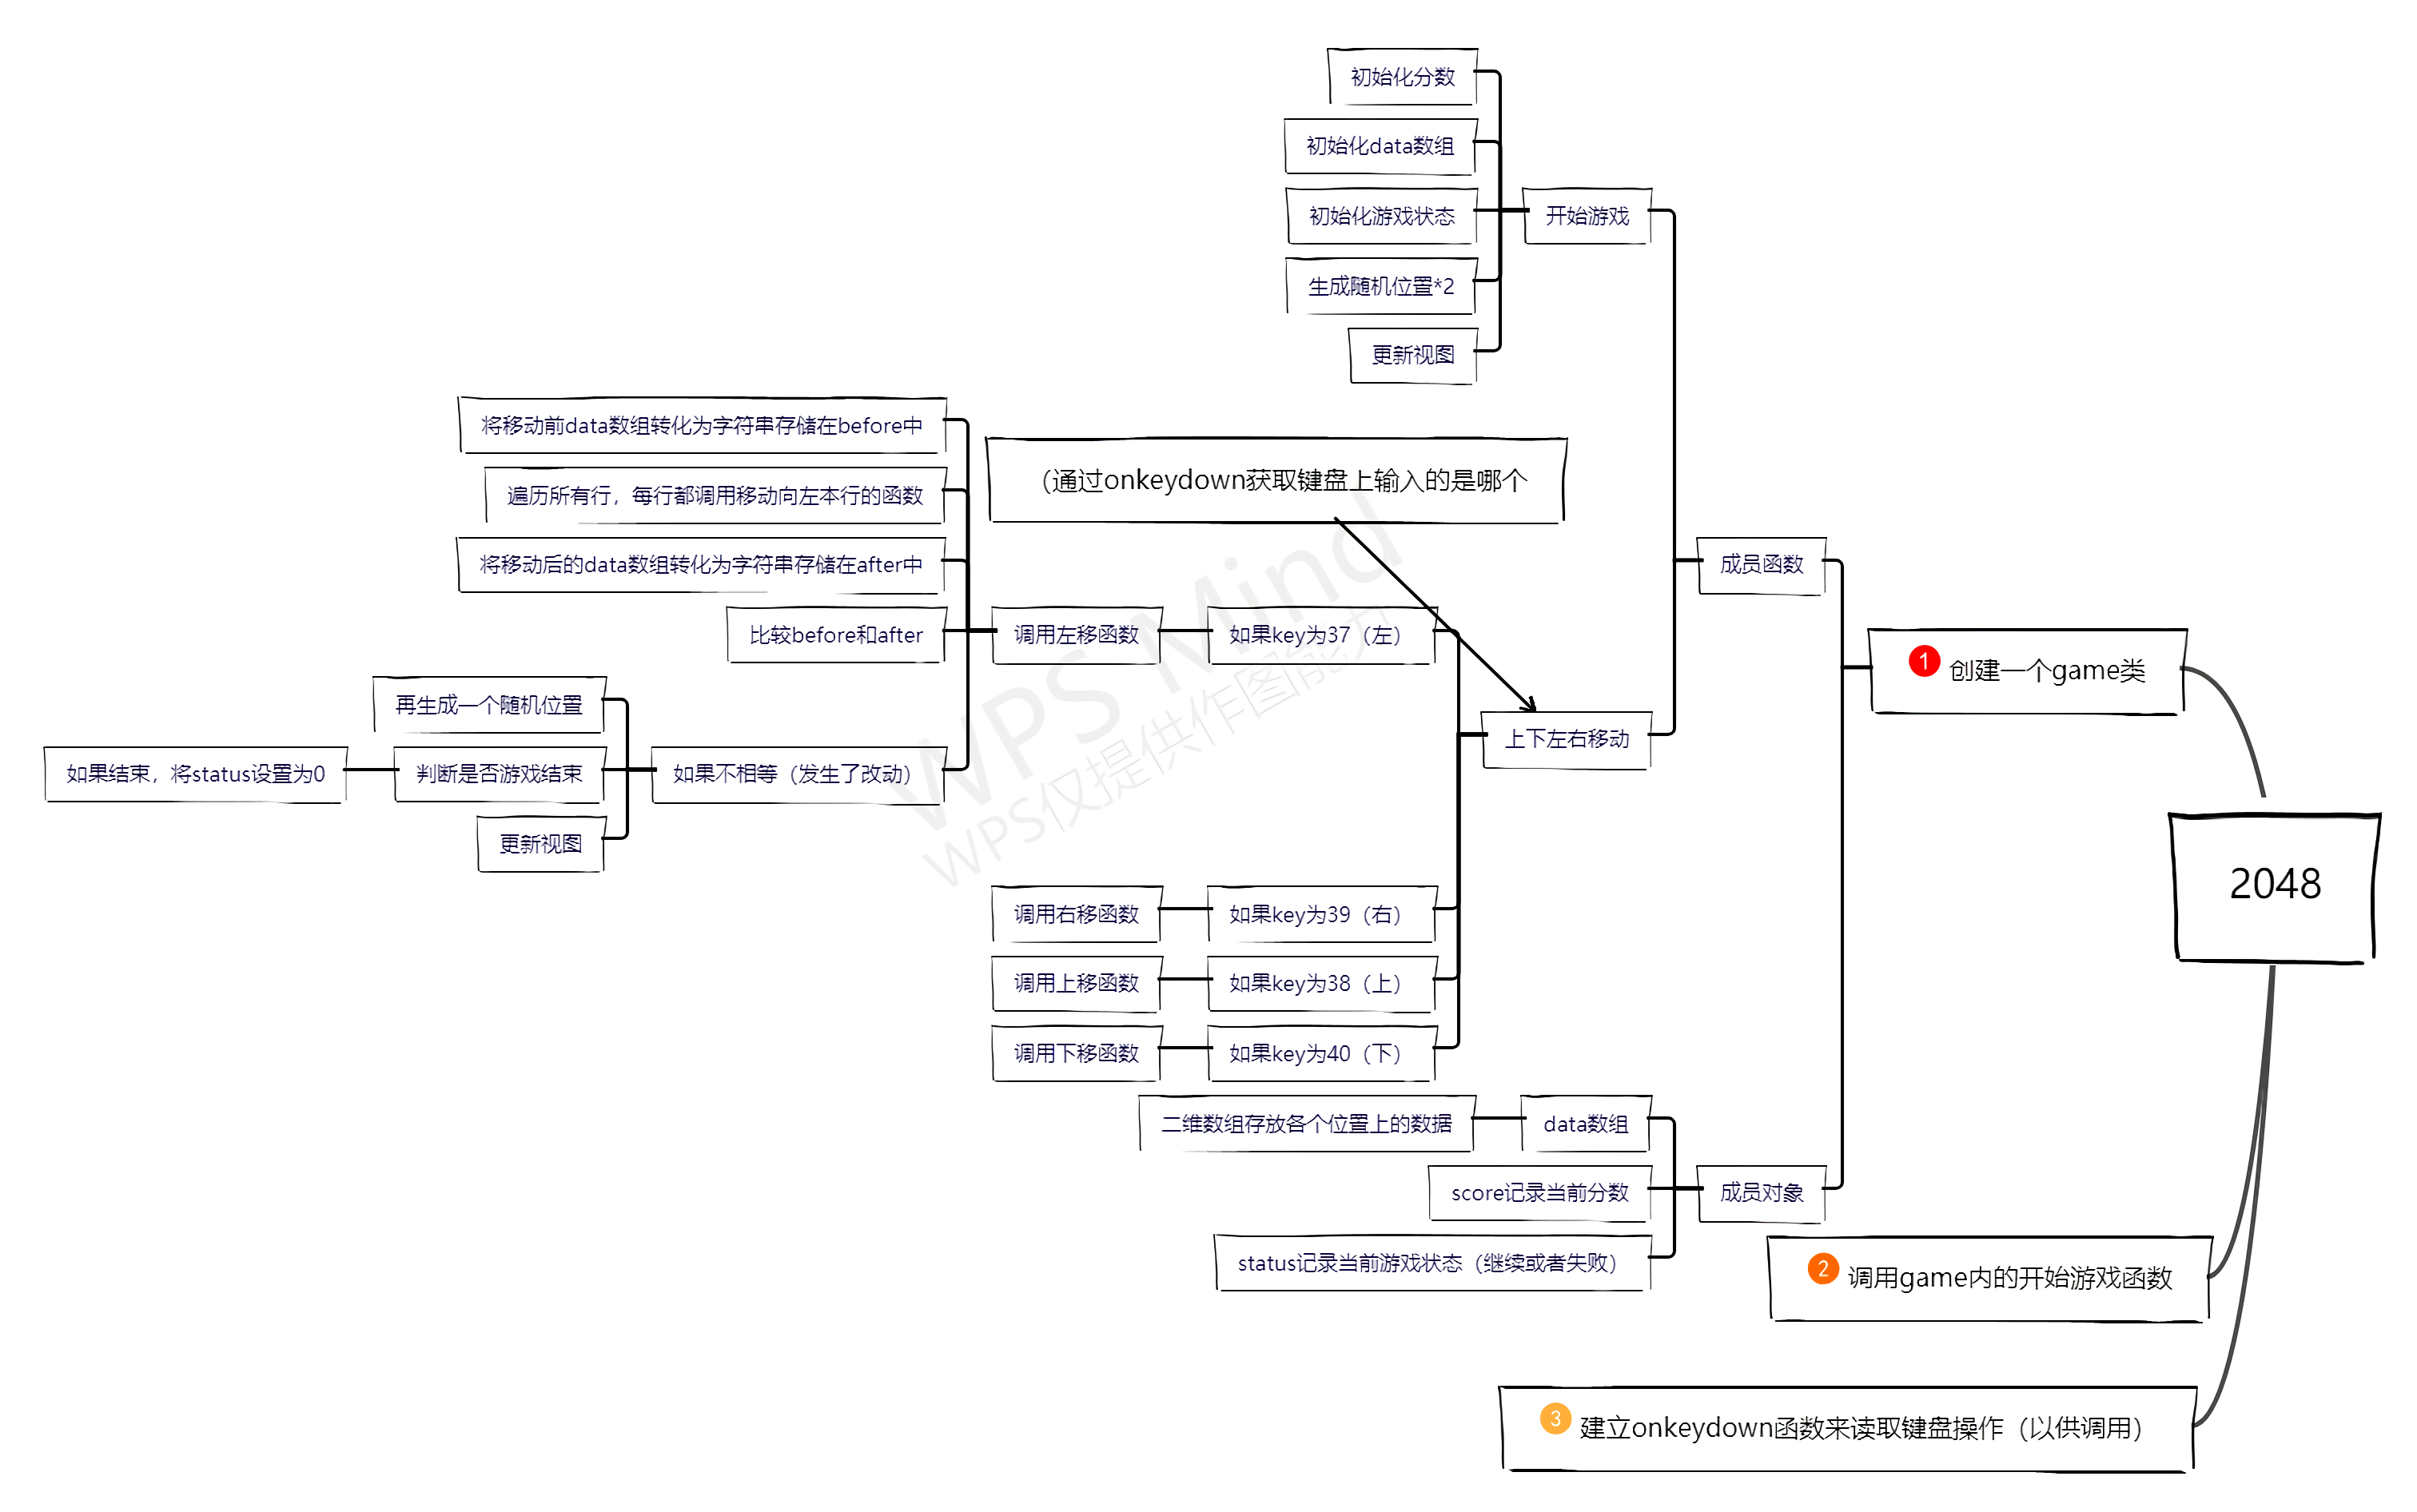 初始化分数
初始化data数组
初始化游戏状态
开始游戏
生成随机位置*2
更新视图
将移动前data数组转化为字符串存储在before中
(通过onkeydown获取键盘上输入的是哪个
遍历所有行，每行都调用移动向左本行的函数
将移动后的data数组转化为字符串存储在after中
成员函数
比较before和after
调用左移函数
如果key为37（左）
1 创建一个game类
再生成一个随机位置
上下左右移动
如果结束，将status设置为0
判断是否游戏结束
如果不相等（发生了改动）
更新视图
WPS Mind
WPS仅提供作图能力
2048
调用右移函数
如果key为39（右）
调用上移函数
如果key为38（上）
调用下移函数
如果key为40（下）
二维数组存放各个位置上的数据
data数组
score记录当前分数
成员对象
status记录当前游戏状态（继续或者失败）
2 调用game内的开始游戏函数
3 建立onkeydown函数来读取键盘操作（以供调用）